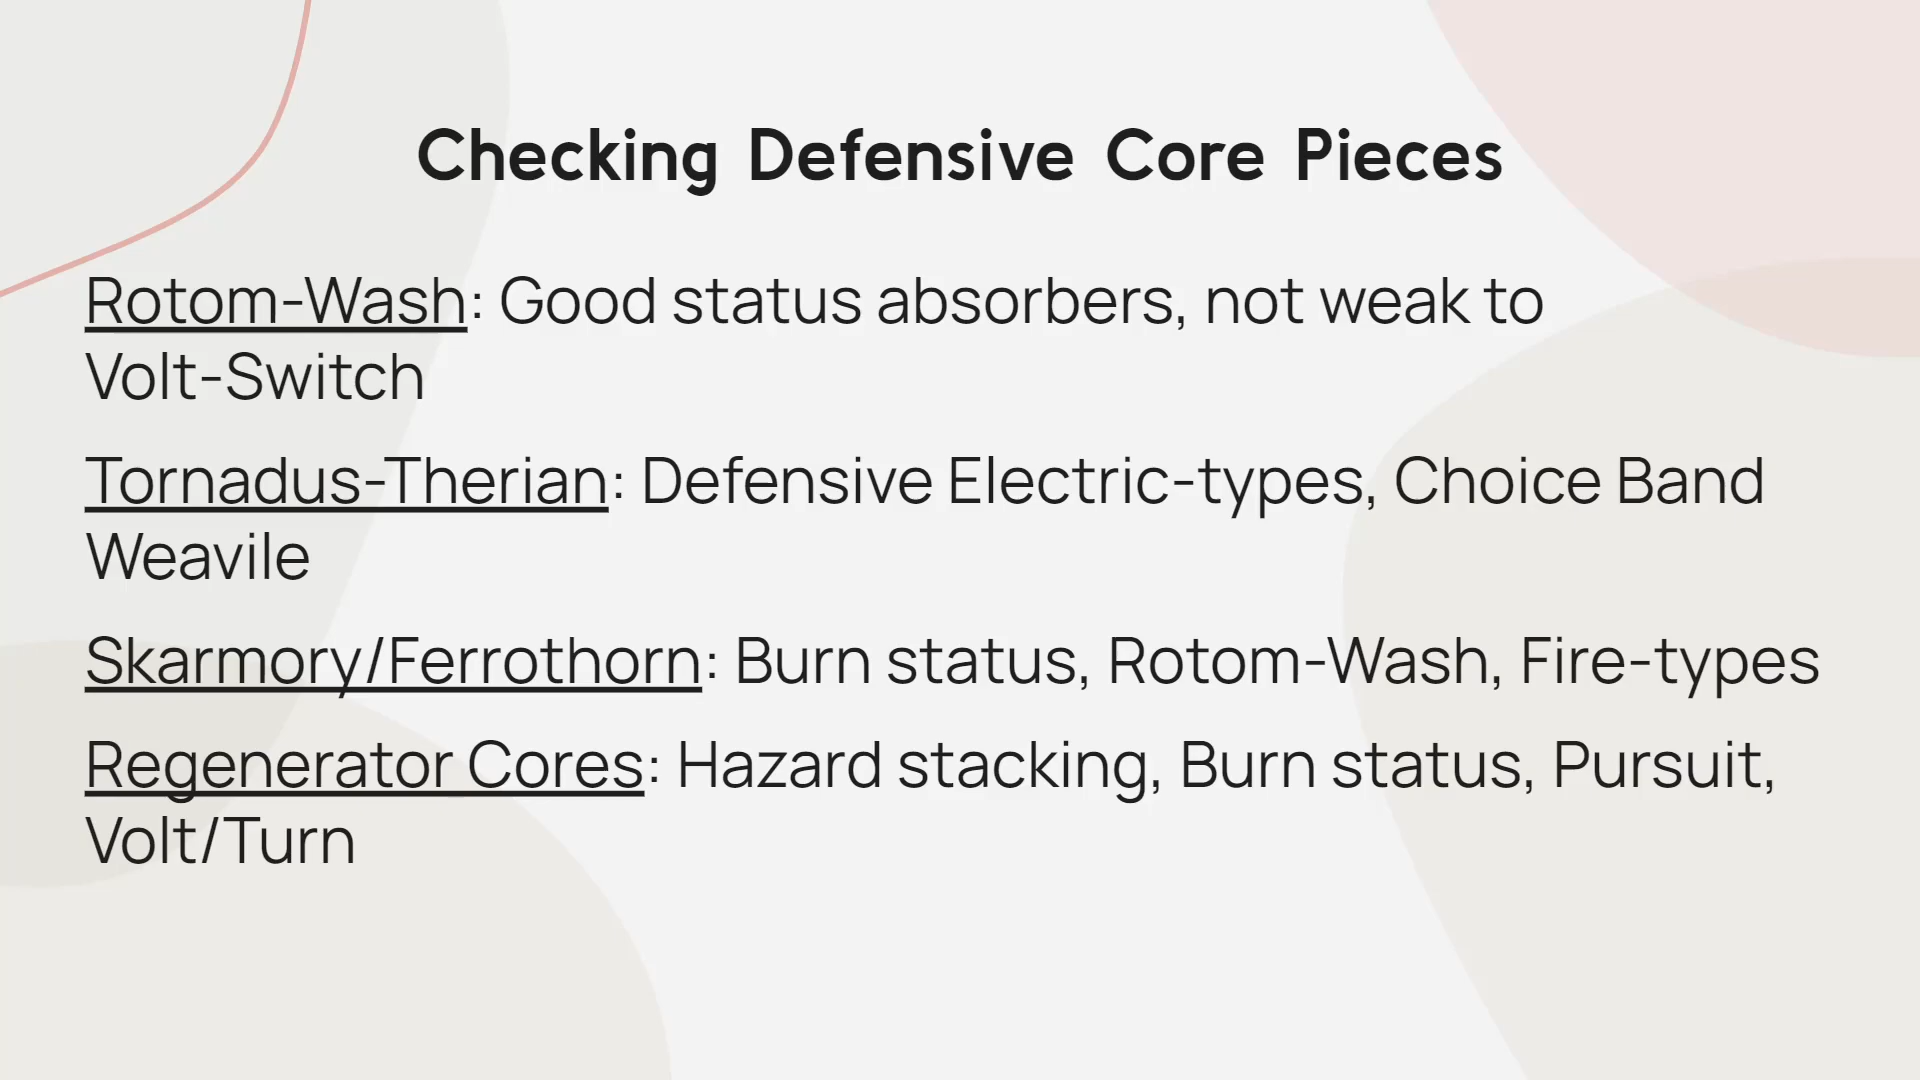 Checking Defensive Core Pieces
Rotom-Wash: Good status absorbers, not weak to
Volt-Switch
Tornadus-Therian: Defensive Electric-types, Choice Band
Weavile
Skarmory/Ferrothorn: Burn status, Rotom-Wash, Fire-types
Regenerator Cores: Hazard stacking, Burn status, Pursuit,
Volt/Turn